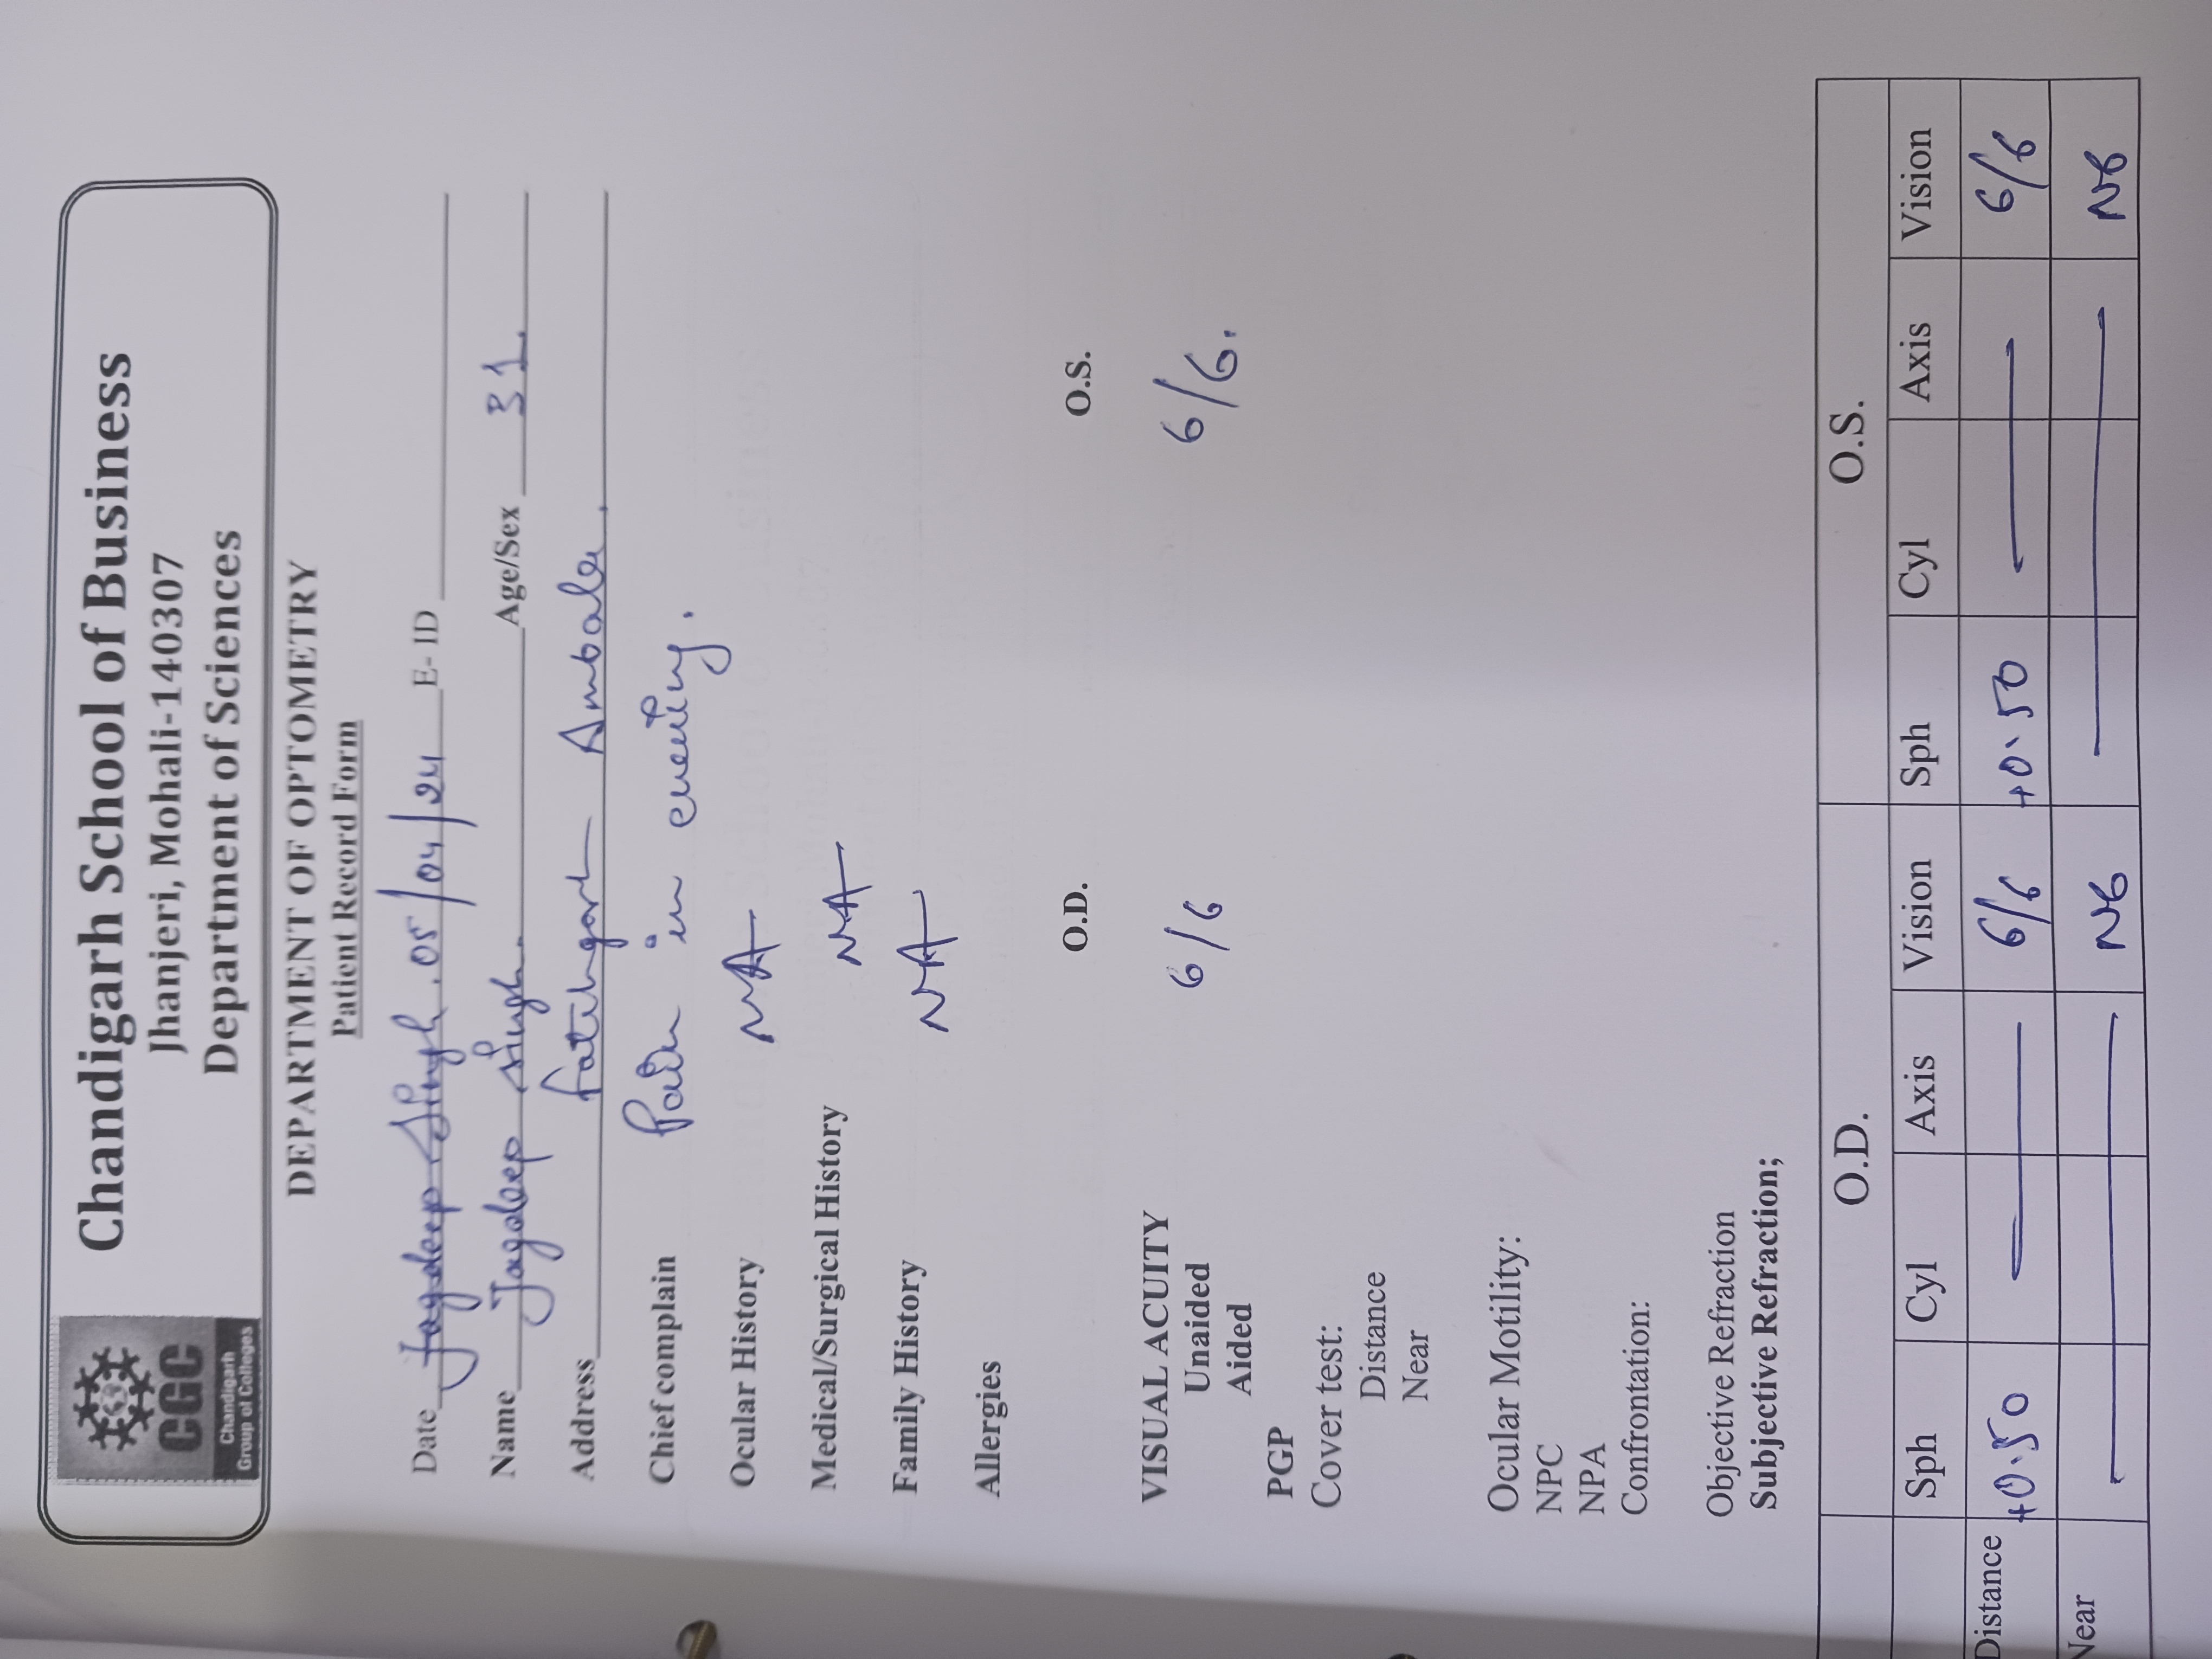 CGC
Chandigarh
Group of Colleges
Chandigarh School of Business
Jhanjeri, Mohali-140307
Department of Sciences
DEPARTMENT OF OPTOMETRY
Patient Record Form
Date Jagdeep Singh. 05/04/24 E- ID
Name Jagdeep Singh. Age/Sex 31
Address Fatehgarh Ambala.
Chief complain Pain in evening.
Ocular History NA
Medical/Surgical History NA
Family History NA
Allergies
O.D. O.S.
VISUAL ACUITY
Unaided 6/6 6/6.
Aided
PGP
Cover test:
Distance
Near
Ocular Motility:
NPC
NPA
Confrontation:
Objective Refraction
Subjective Refraction;
O.D. O.S.
Sph Cyl Axis Vision Sph Cyl Axis Vision
Distance +0.50 — 6/6 +0.50 — 6/6
Near — N6 — N6